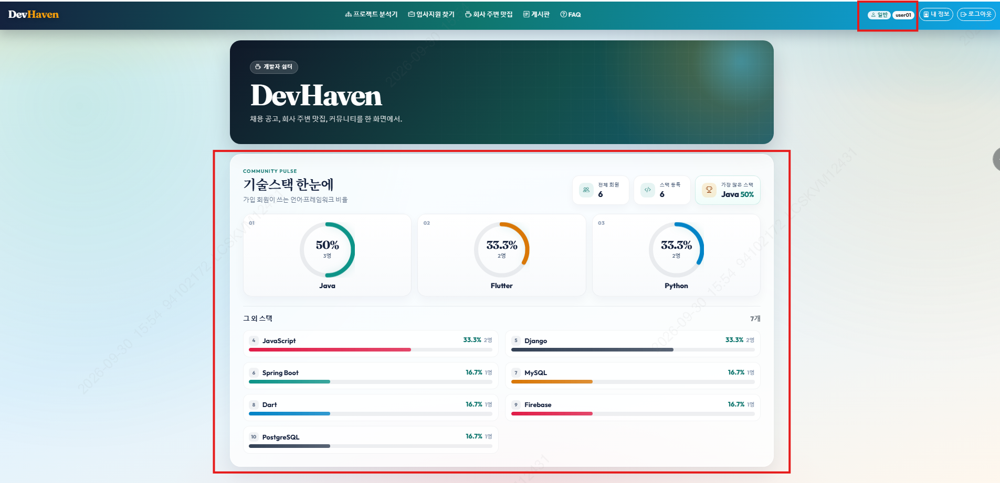 DevHaven
프로젝트 분석기 입사지원 찾기 회사 주변 맛집 게시판 FAQ
일반 user01 내 정보 로그아웃
개발자 쉼터
DevHaven
채용 공고, 회사 주변 맛집, 커뮤니티를 한 화면에서.
COMMUNITY PULSE
기술스택 한눈에
가입 회원이 쓰는 언어·프레임워크 비율
전체 회원
6
스택 등록
6
가장 많은 스택
Java 50%
01
50%
3명
Java
02
33.3%
2명
Flutter
03
33.3%
2명
Python
그 외 스택
7개
4 JavaScript 33.3% 2명
5 Django 33.3% 2명
6 Spring Boot 16.7% 1명
7 MySQL 16.7% 1명
8 Dart 16.7% 1명
9 Firebase 16.7% 1명
10 PostgreSQL 16.7% 1명
2026-09-30 15:54 94102172 LCSKVM12431
2026-09-30 15:54 94102172 LCSKVM12431